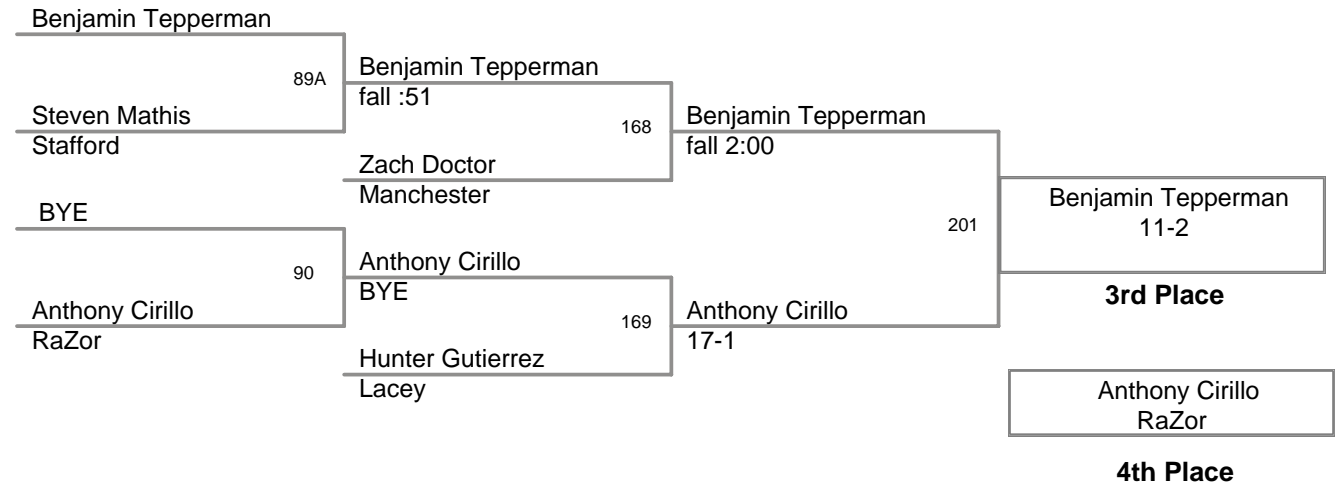 Benjamin Tepperman
89A
Steven Mathis
Stafford
BYE
90
Anthony Cirillo
RaZor
Benjamin Tepperman
fall :51
168
Zach Doctor
Manchester
Anthony Cirillo
BYE
169
Hunter Gutierrez
Lacey
Benjamin Tepperman
fall 2:00
201
Anthony Cirillo
17-1
Benjamin Tepperman
11-2
3rd Place
Anthony Cirillo
RaZor
4th Place